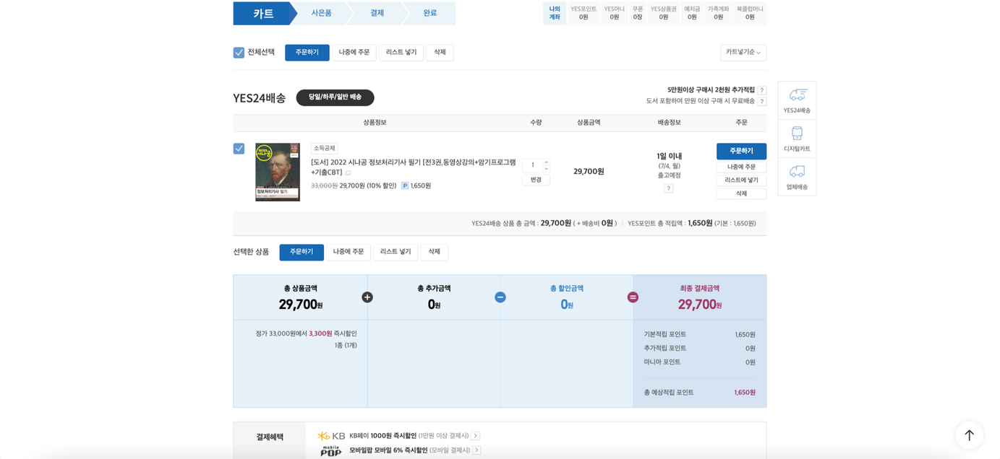 카트 사은품 결제 완료
나의 계좌 YES포인트 0원 YES머니 0원 쿠폰 0장 YES상품권 0원 예치금 0원 가족계좌 0원 북클럽머니 0원
전체선택 주문하기 나중에 주문 리스트 넣기 삭제 카트넣기순
YES24배송 당일/하루/일반 배송
5만원이상 구매시 2천원 추가적립 ?
도서 포함하여 만원 이상 구매 시 무료배송 ?
상품정보 수량 상품금액 배송정보 주문
2022 시나공
정보처리기사 필기
소득공제
[도서] 2022 시나공 정보처리기사 필기 [전3권,동영상강의+암기프로그램
+기출CBT]
33,000원 29,700원 (10% 할인) P 1,650원
1
변경
29,700원
1일 이내
(7/4, 월)
출고예정
?
주문하기
나중에 주문
리스트에 넣기
삭제
YES24배송
디지털카트
업체배송
YES24배송 상품 총 금액 : 29,700원 ( + 배송비 0원 ) | YES포인트 총 적립액 : 1,650원 (기본 : 1,650원)
선택한 상품 주문하기 나중에 주문 리스트 넣기 삭제
총 상품금액 총 추가금액 총 할인금액 최종 결제금액
29,700원 + 0원 - 0원 = 29,700원
정가 33,000원에서 3,300원 즉시할인
1종 (1개)
기본적립 포인트 1,650원
추가적립 포인트 0원
마니아 포인트 0원
총 예상적립 포인트 1,650원
결제혜택
KB KB페이 1000원 즉시할인 (1만원 이상 결제시)
mobile POP 모바일팝 모바일 6% 즉시할인 (모바일 결제시)